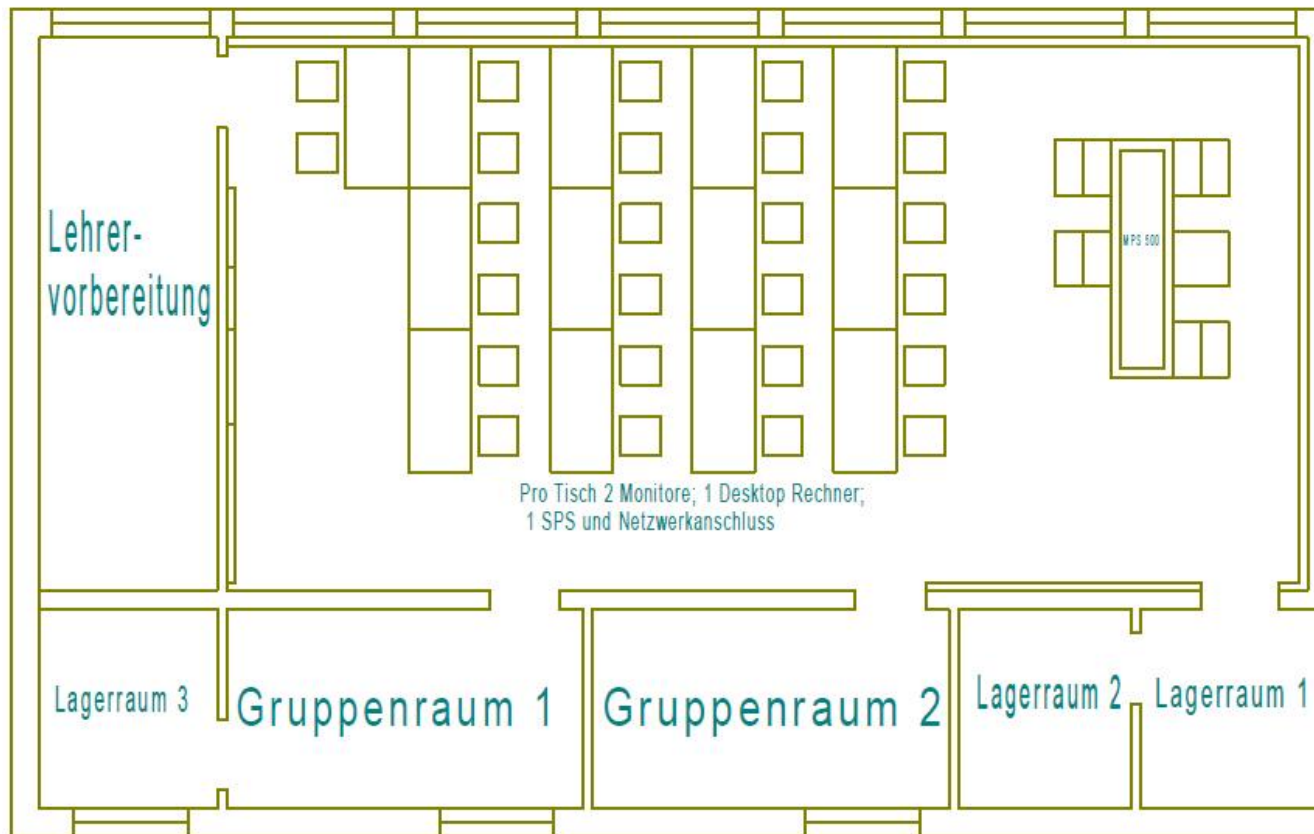 Lehrer-
vorbereitung
MPS 500
Pro Tisch 2 Monitore; 1 Desktop Rechner;
1 SPS und Netzwerkanschluss
Lagerraum 3
Gruppenraum 1
Gruppenraum 2
Lagerraum 2
Lagerraum 1